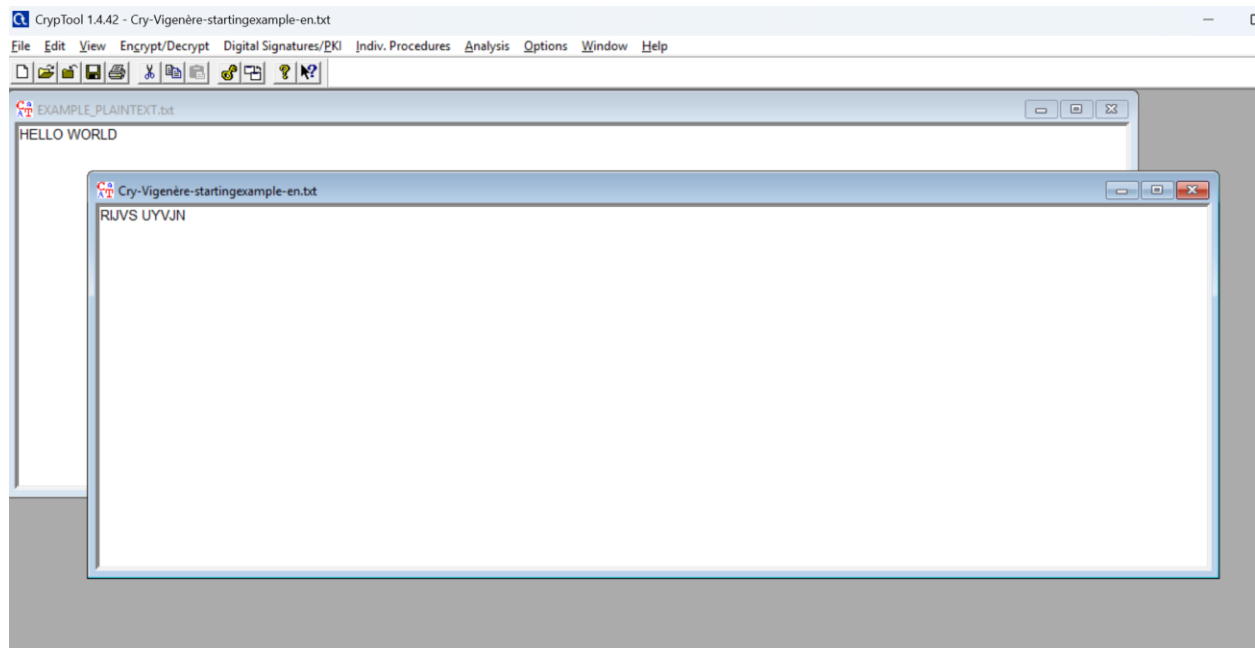 CrypTool 1.4.42 - Cry-Vigenère-startingexample-en.txt
File Edit View Encrypt/Decrypt Digital Signatures/PKI Indiv. Procedures Analysis Options Window Help
EXAMPLE_PLAINTEXT.txt
HELLO WORLD
Cry-Vigenère-startingexample-en.txt
RIJVS UYVJN